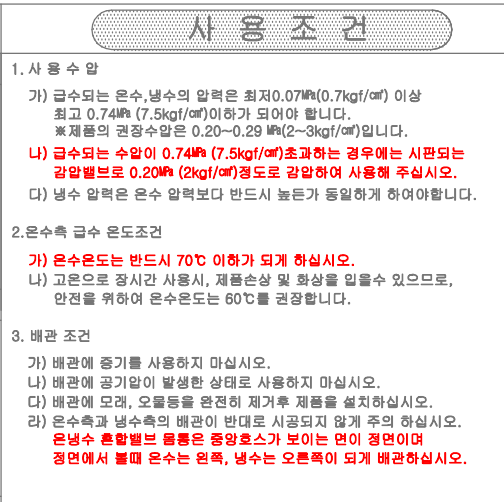 사 용 조 건
1. 사 용 수 압
가) 급수되는 온수,냉수의 압력은 최저0.07㎫(0.7kgf/㎠) 이상
최고 0.74㎫ (7.5kgf/㎠)이하가 되어야 합니다.
※제품의 권장수압은 0.20~0.29 ㎫(2~3kgf/㎠)입니다.
나) 급수되는 수압이 0.74㎫ (7.5kgf/㎠)초과하는 경우에는 시판되는
감압밸브로 0.20㎫ (2kgf/㎠)정도로 감압하여 사용해 주십시오.
다) 냉수 압력은 온수 압력보다 반드시 높든가 동일하게 하여야합니다.
2.온수측 급수 온도조건
가) 온수온도는 반드시 70℃ 이하가 되게 하십시오.
나) 고온으로 장시간 사용시, 제품손상 및 화상을 입을수 있으므로,
안전을 위하여 온수온도는 60℃를 권장합니다.
3. 배관 조건
가) 배관에 증기를 사용하지 마십시오.
나) 배관에 공기압이 발생한 상태로 사용하지 마십시오.
다) 배관에 모래, 오물등을 완전히 제거후 제품을 설치하십시오.
라) 온수측과 냉수측의 배관이 반대로 시공되지 않게 주의 하십시오.
온냉수 혼합밸브 몸통은 중앙호스가 보이는 면이 정면이며
정면에서 볼때 온수는 왼쪽, 냉수는 오른쪽이 되게 배관하십시오.